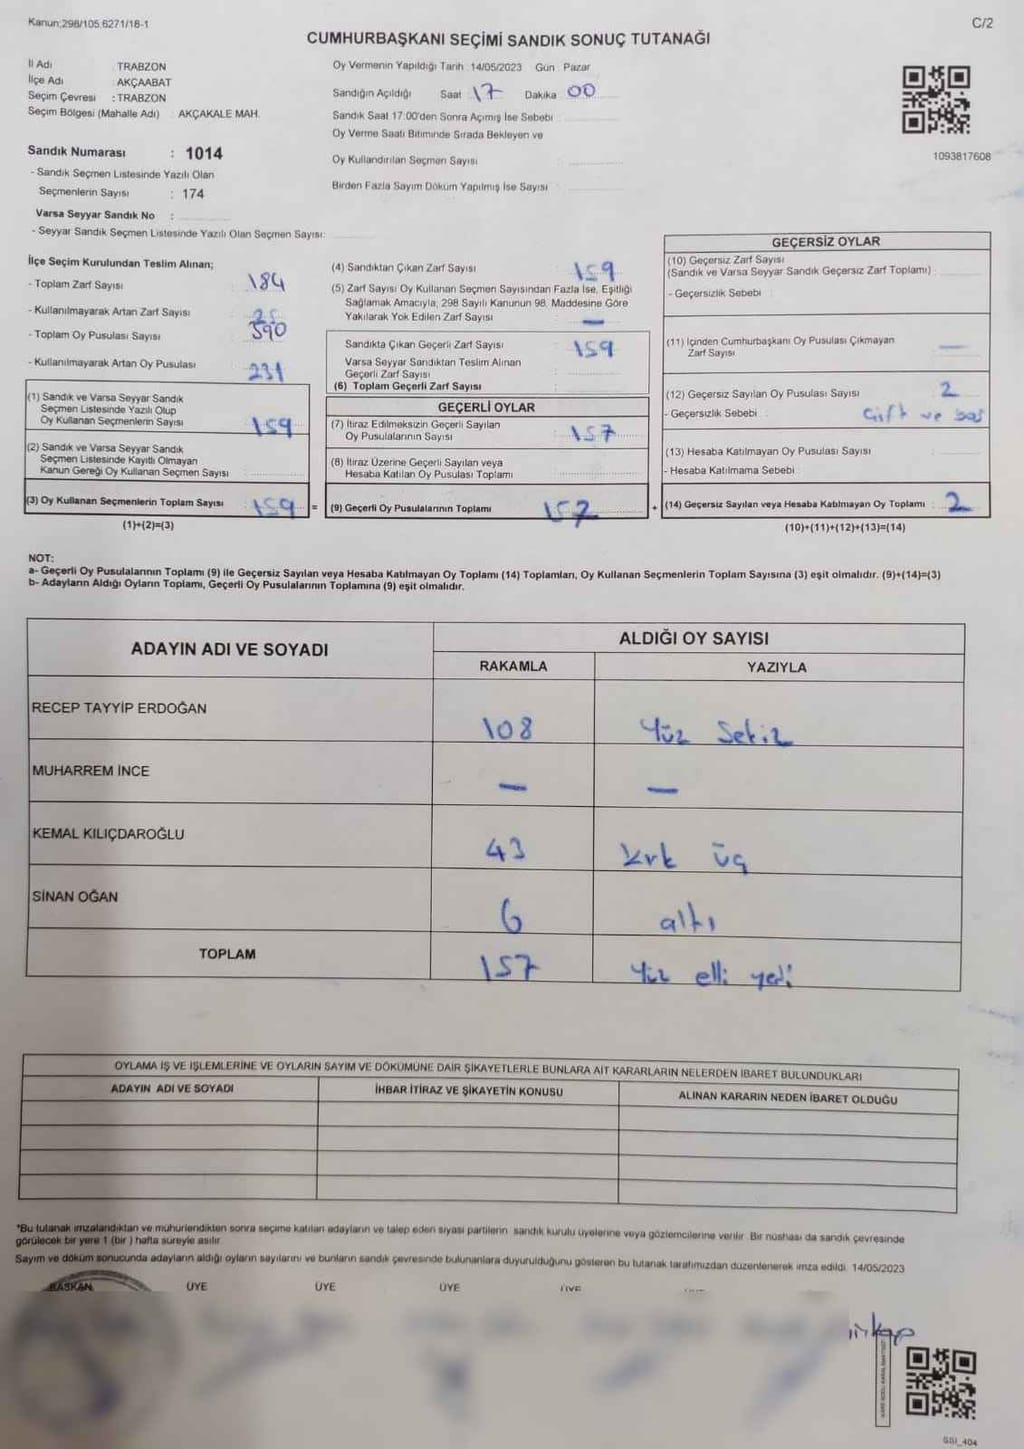 Kanun:298/105.6271/18-1
C/2
CUMHURBAŞKANI SEÇİMİ SANDIK SONUÇ TUTANAĞI
İl Adı : TRABZON
İlçe Adı : AKÇAABAT
Seçim Çevresi : TRABZON
Seçim Bölgesi (Mahalle Adı) : AKÇAKALE MAH.
Sandık Numarası : 1014
- Sandık Seçmen Listesinde Yazılı Olan
Seçmenlerin Sayısı : 174
Varsa Seyyar Sandık No :
- Seyyar Sandık Seçmen Listesinde Yazılı Olan Seçmen Sayısı:
Oy Vermenin Yapıldığı Tarih : 14/05/2023 Gün : Pazar
Sandığın Açıldığı Saat 17 Dakika 00
Sandık Saat 17:00'den Sonra Açımış İse Sebebi :
Oy Verme Saati Bitiminde Sırada Bekleyen ve
Oy Kullandırılan Seçmen Sayısı :
Birden Fazla Sayım Döküm Yapılmış İse Sayısı :
1093817608
İlçe Seçim Kurulundan Teslim Alınan;
- Toplam Zarf Sayısı : 184
- Kullanılmayarak Artan Zarf Sayısı : 25
- Toplam Oy Pusulası Sayısı : 390
- Kullanılmayarak Artan Oy Pusulası : 231
(1) Sandık ve Varsa Seyyar Sandık
Seçmen Listesinde Yazılı Olup
Oy Kullanan Seçmenlerin Sayısı : 159
(2) Sandık ve Varsa Seyyar Sandık
Seçmen Listesinde Kayıtlı Olmayan
Kanun Gereği Oy Kullanan Seçmen Sayısı :
(3) Oy Kullanan Seçmenlerin Toplam Sayısı : 159 =
(1)+(2)=(3)
(4) Sandıktan Çıkan Zarf Sayısı : 159
(5) Zarf Sayısı Oy Kullanan Seçmen Sayısından Fazla İse, Eşitliği
Sağlamak Amacıyla, 298 Sayılı Kanunun 98. Maddesine Göre
Yakılarak Yok Edilen Zarf Sayısı : —
Sandıkta Çıkan Geçerli Zarf Sayısı : 159
Varsa Seyyar Sandıktan Teslim Alınan
Geçerli Zarf Sayısı :
(6) Toplam Geçerli Zarf Sayısı :
GEÇERLİ OYLAR
(7) İtiraz Edilmeksizin Geçerli Sayılan
Oy Pusulalarının Sayısı : 157
(8) İtiraz Üzerine Geçerli Sayılan veya
Hesaba Katılan Oy Pusulası Toplamı :
(9) Geçerli Oy Pusulalarının Toplamı : 157 +
GEÇERSİZ OYLAR
(10) Geçersiz Zarf Sayısı
(Sandık ve Varsa Seyyar Sandık Geçersiz Zarf Toplamı) :
- Geçersizlik Sebebi :
(11) İçinden Cumhurbaşkanı Oy Pusulası Çıkmayan
Zarf Sayısı : —
(12) Geçersiz Sayılan Oy Pusulası Sayısı : 2
- Geçersizlik Sebebi : Çift ve boş
(13) Hesaba Katılmayan Oy Pusulası Sayısı :
- Hesaba Katılmama Sebebi :
(14) Geçersiz Sayılan veya Hesaba Katılmayan Oy Toplamı : 2
(10)+(11)+(12)+(13)=(14)
NOT:
a- Geçerli Oy Pusulalarının Toplamı (9) ile Geçersiz Sayılan veya Hesaba Katılmayan Oy Toplamı (14) Toplamları, Oy Kullanan Seçmenlerin Toplam Sayısına (3) eşit olmalıdır. (9)+(14)=(3)
b- Adayların Aldığı Oyların Toplamı, Geçerli Oy Pusulalarının Toplamına (9) eşit olmalıdır.
ADAYIN ADI VE SOYADI
ALDIĞI OY SAYISI
RAKAMLA YAZIYLA
RECEP TAYYİP ERDOĞAN 108 Yüz Sekiz
MUHARREM İNCE — —
KEMAL KILIÇDAROĞLU 43 Kırk üç
SİNAN OĞAN 6 altı
TOPLAM 157 Yüz elli yedi
OYLAMA İŞ VE İŞLEMLERİNE VE OYLARIN SAYIM VE DÖKÜMÜNE DAİR ŞİKAYETLERLE BUNLARA AİT KARARLARIN NELERDEN İBARET BULUNDUKLARI
ADAYIN ADI VE SOYADI İHBAR İTİRAZ VE ŞİKAYETİN KONUSU ALINAN KARARIN NEDEN İBARET OLDUĞU
*Bu tutanak imzalandıktan ve mühürlendikten sonra seçime katılan adayların ve talep eden siyasi partilerin sandık kurulu üyelerine veya gözlemcilerine verilir. Bir nüshası da sandık çevresinde
görülecek bir yere 1 (bir ) hafta süreyle asılır.
Sayım ve döküm sonucunda adayların aldığı oyların sayılarını ve bunların sandık çevresinde bulunanlara duyurulduğunu gösteren bu tutanak tarafımızdan düzenlenerek imza edildi. 14/05/2023
BAŞKAN ÜYE ÜYE ÜYE ÜYE